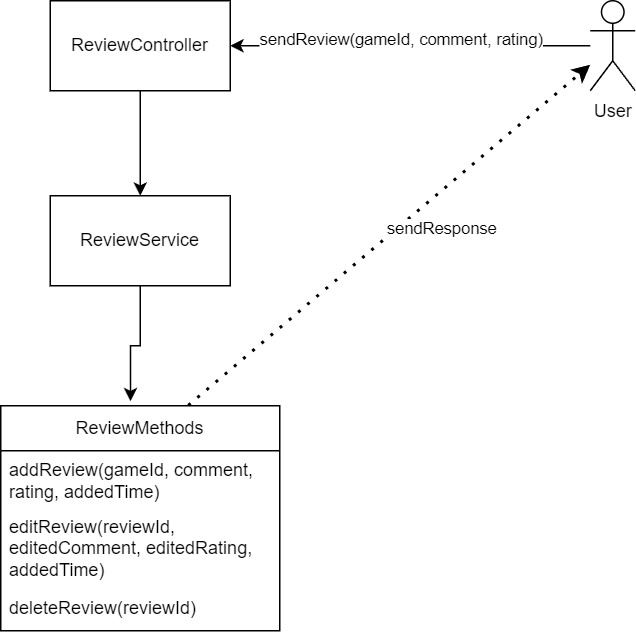 ReviewController
sendReview(gameId, comment, rating)
User
ReviewService
sendResponse
ReviewMethods
addReview(gameId, comment,
rating, addedTime)
editReview(reviewId,
editedComment, editedRating,
addedTime)
deleteReview(reviewId)